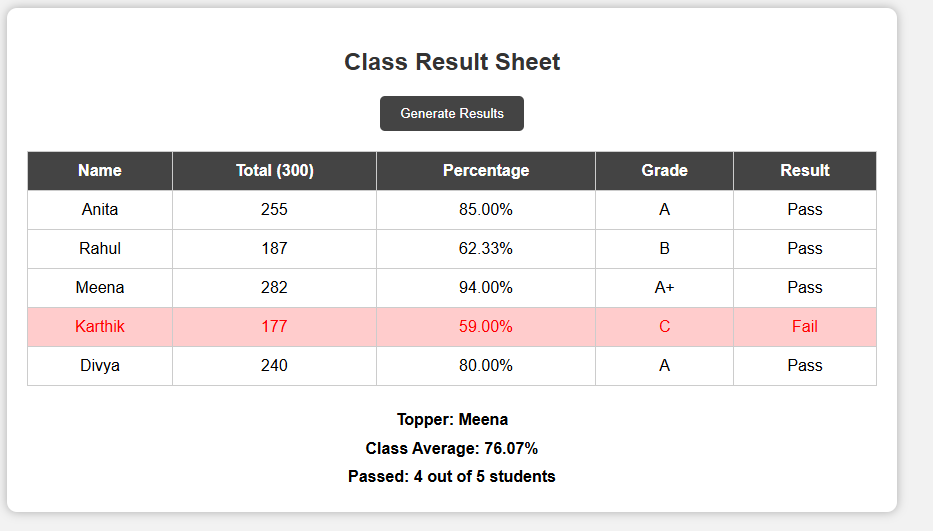 Class Result Sheet
Generate Results
Name Total (300) Percentage Grade Result
Anita 255 85.00% A Pass
Rahul 187 62.33% B Pass
Meena 282 94.00% A+ Pass
Karthik 177 59.00% C Fail
Divya 240 80.00% A Pass
Topper: Meena
Class Average: 76.07%
Passed: 4 out of 5 students